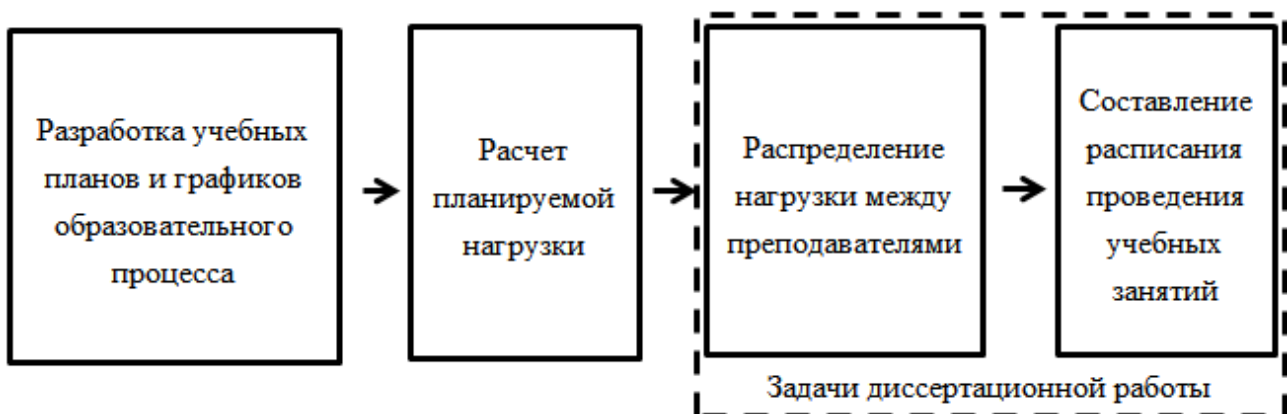 Разработка учебных
планов и графиков
образовательного
процесса
Расчет
планируемой
нагрузки
Распределение
нагрузки между
преподавателями
Составление
расписания
проведения
учебных
занятий
Задачи диссертационной работы